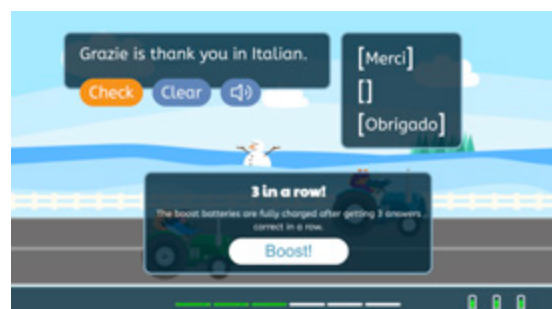 Grazie is thank you in Italian.
Check Clear
[Merci]
[]
[Obrigado]
3 in a row!
The boost batteries are fully charged after getting 3 answers
correct in a row.
Boost!